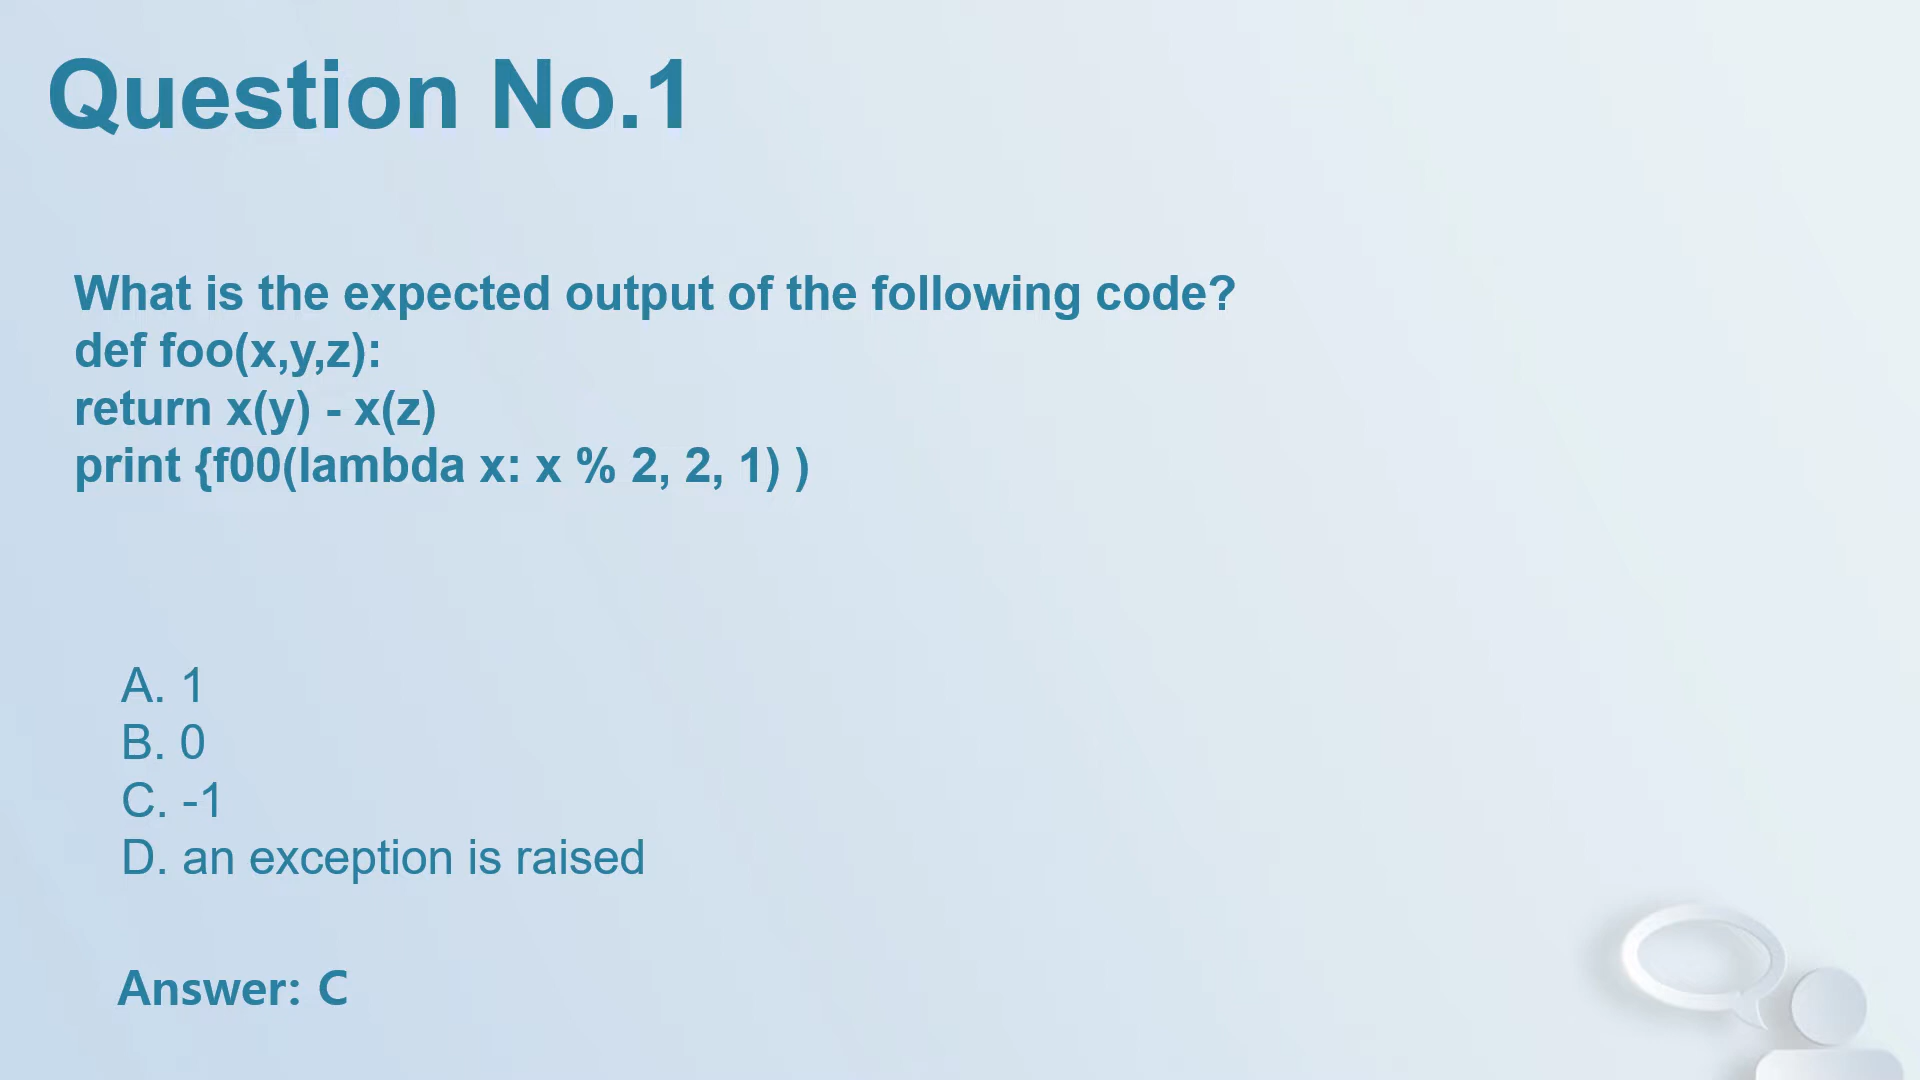 Question No.1
What is the expected output of the following code?
def foo(x,y,z):
return x(y) - x(z)
print {f00(lambda x: x % 2, 2, 1) )
A. 1
B. 0
C. -1
D. an exception is raised
Answer: C